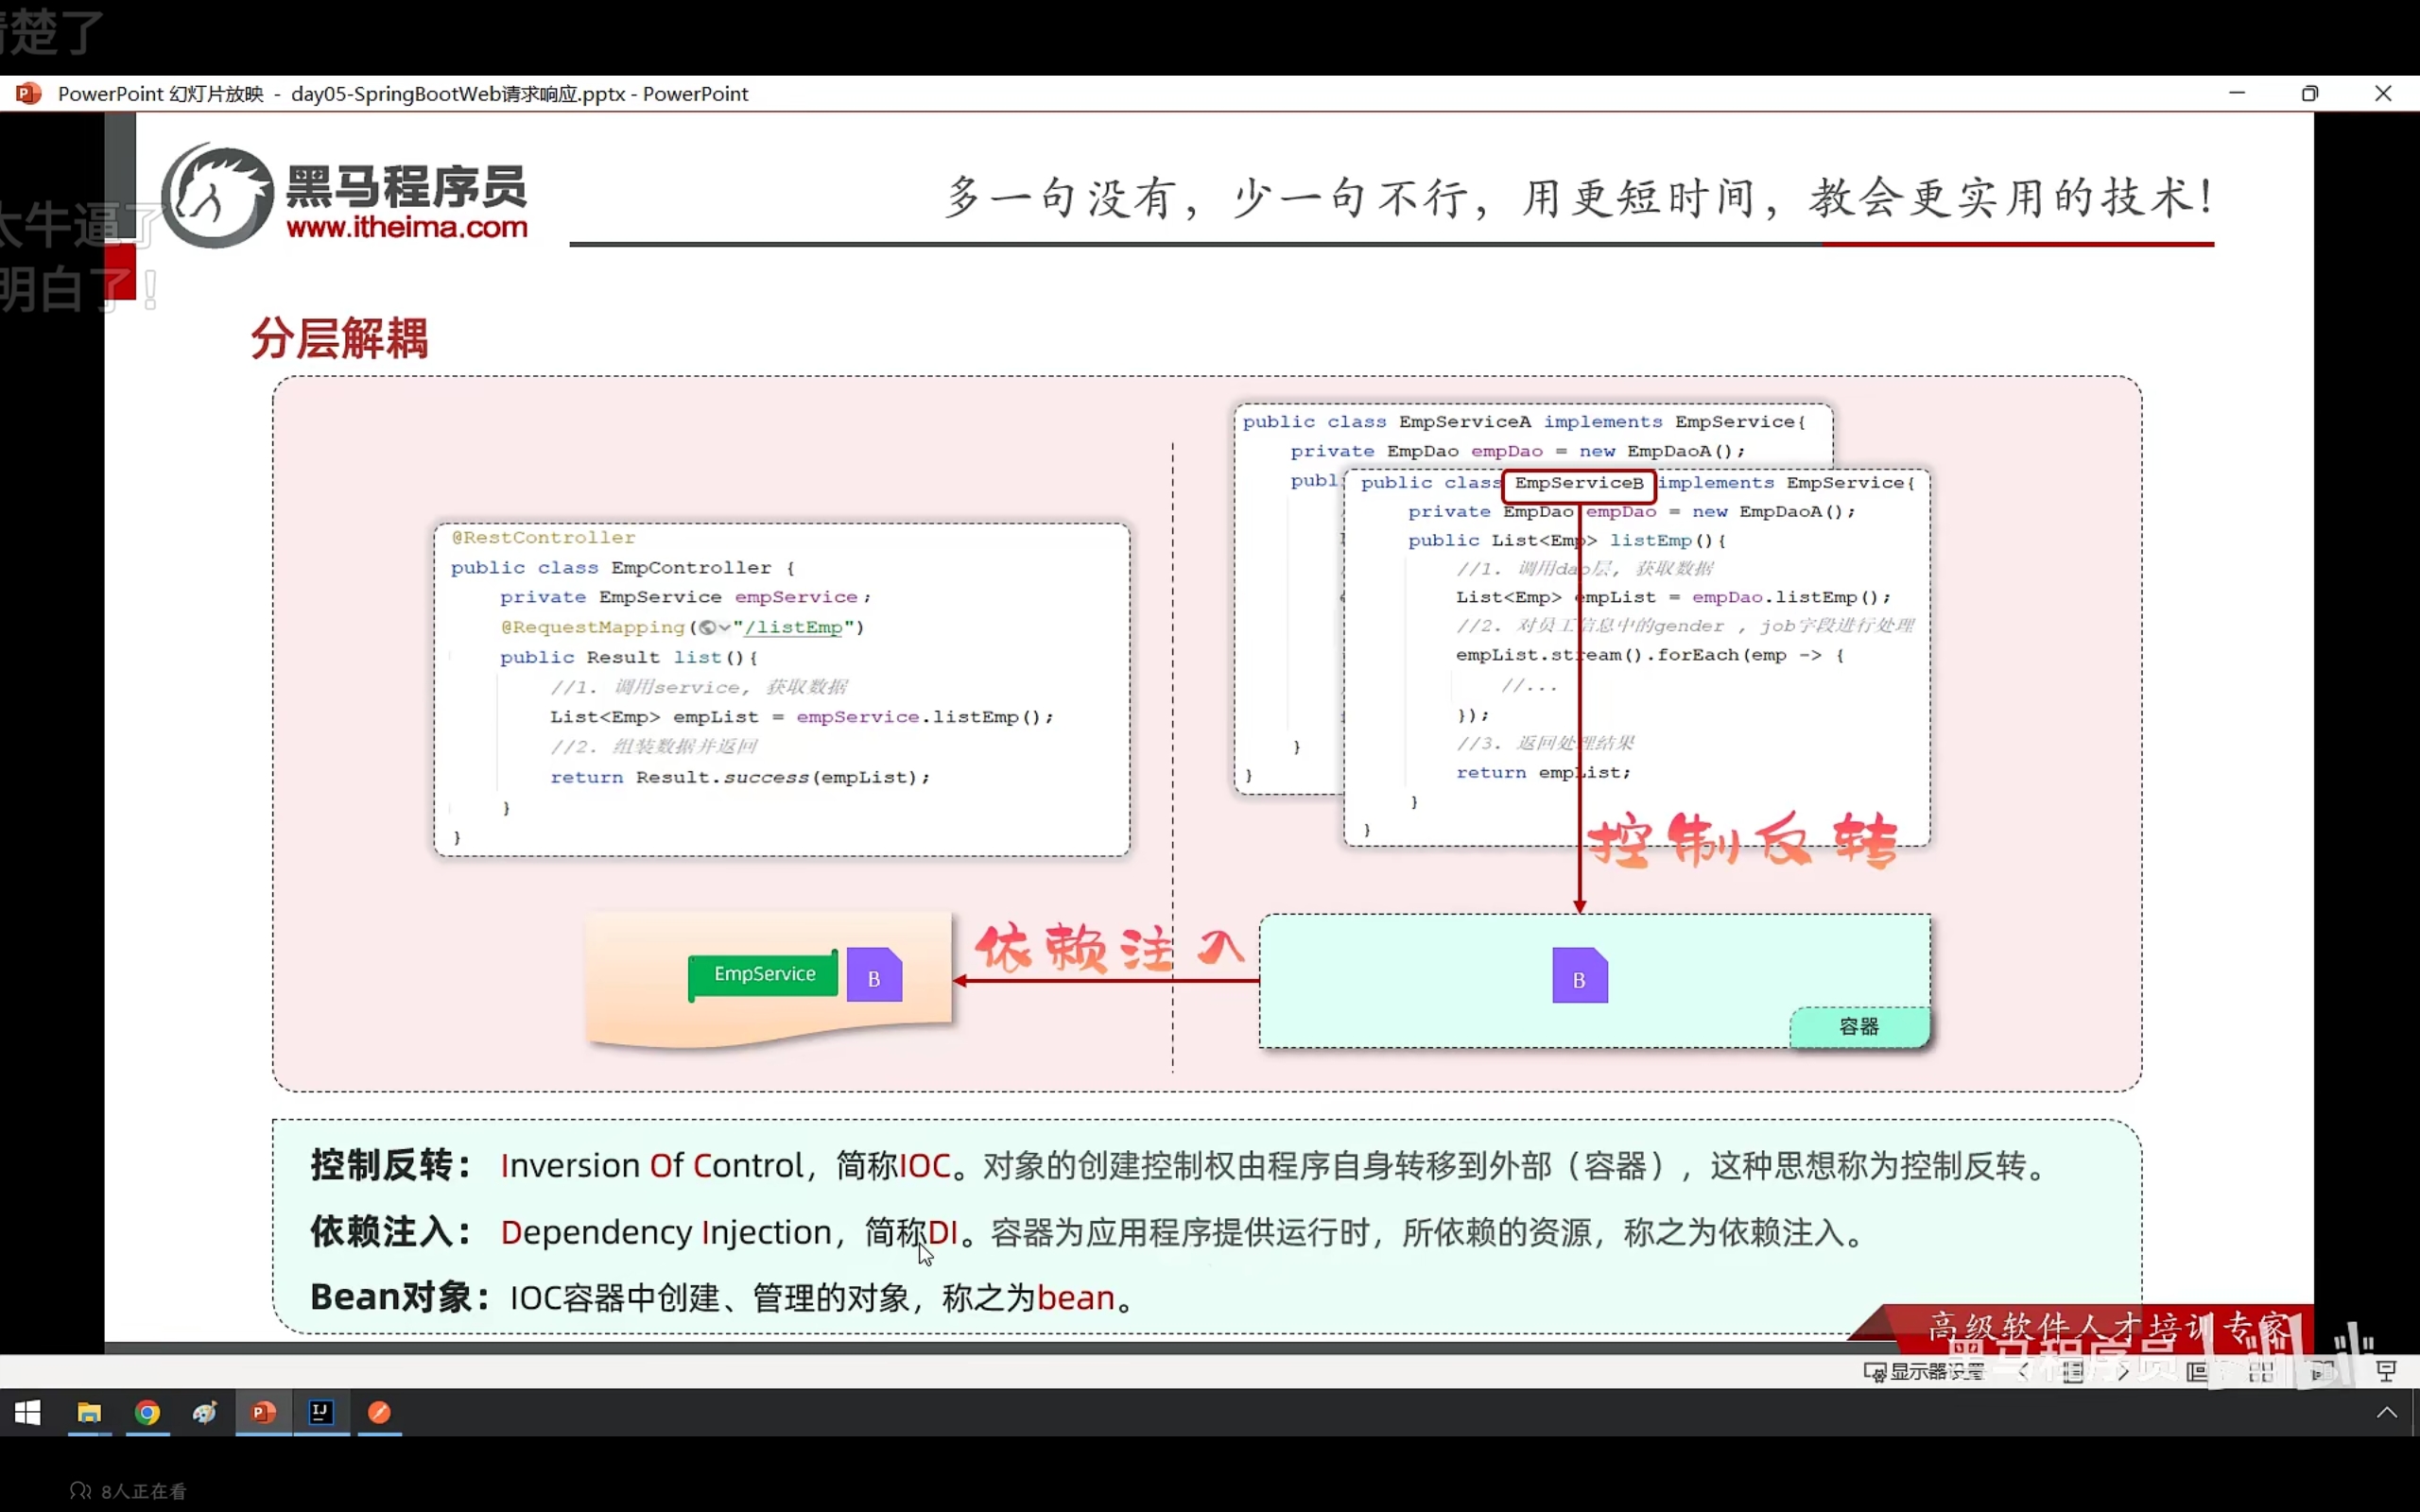 清楚了
PowerPoint 幻灯片放映 - day05-SpringBootWeb请求响应.pptx - PowerPoint
黑马程序员
www.itheima.com
多一句没有，少一句不行，用更短时间，教会更实用的技术！
太牛逼了
明白了！
分层解耦
@RestController
public class EmpController {
private EmpService empService;
@RequestMapping("/listEmp")
public Result list(){
//1. 调用service, 获取数据
List<Emp> empList = empService.listEmp();
//2. 组装数据并返回
return Result.success(empList);
}
}
public class EmpServiceA implements EmpService{
private EmpDao empDao = new EmpDaoA();
publ
}
}
public class EmpServiceB implements EmpService{
private EmpDao empDao = new EmpDaoA();
public List<Emp> listEmp(){
//1. 调用dao层, 获取数据
List<Emp> empList = empDao.listEmp();
//2. 对员工信息中的gender , job字段进行处理
empList.stream().forEach(emp -> {
//...
});
//3. 返回处理结果
return empList;
}
}
控制反转
依赖注入
EmpService
B
B
容器
控制反转： Inversion Of Control，简称IOC。对象的创建控制权由程序自身转移到外部（容器），这种思想称为控制反转。
依赖注入： Dependency Injection，简称DI。容器为应用程序提供运行时，所依赖的资源，称之为依赖注入。
Bean对象：IOC容器中创建、管理的对象，称之为bean。
高级软件人才培训专家
黑马程序员
显示器设置
8人正在看